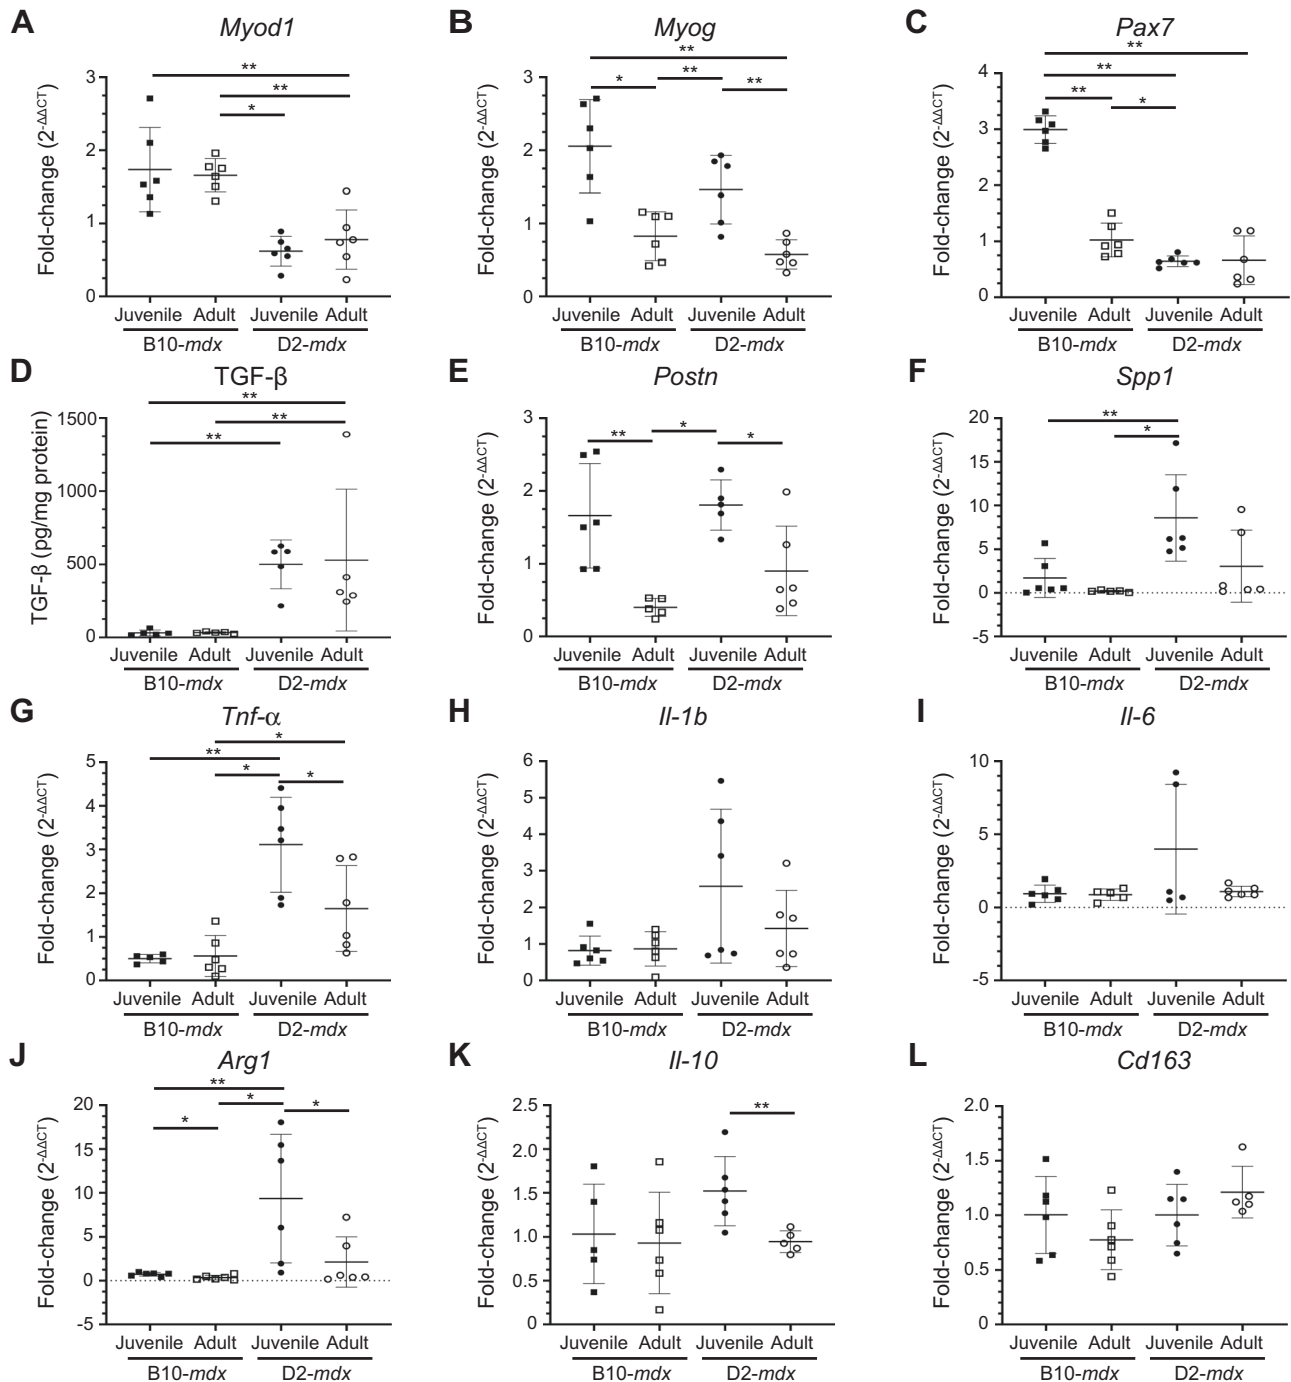 A
Myod1
**
**
*
Fold-change (2-ΔΔCT)
3
2
1
0
Juvenile Adult Juvenile Adult
B10-mdx D2-mdx
B
Myog
**
* ** **
Fold-change (2-ΔΔCT)
3
2
1
0
Juvenile Adult Juvenile Adult
B10-mdx D2-mdx
C
Pax7
**
**
** *
Fold-change (2-ΔΔCT)
4
3
2
1
0
Juvenile Adult Juvenile Adult
B10-mdx D2-mdx
D
TGF-β
**
**
**
TGF-β (pg/mg protein)
1500
1000
500
0
Juvenile Adult Juvenile Adult
B10-mdx D2-mdx
E
Postn
** * *
Fold-change (2-ΔΔCT)
3
2
1
0
Juvenile Adult Juvenile Adult
B10-mdx D2-mdx
F
Spp1
**
*
Fold-change (2-ΔΔCT)
20
15
10
5
0
-5
Juvenile Adult Juvenile Adult
B10-mdx D2-mdx
G
Tnf-α
*
**
* *
Fold-change (2-ΔΔCT)
5
4
3
2
1
0
Juvenile Adult Juvenile Adult
B10-mdx D2-mdx
H
Il-1b
Fold-change (2-ΔΔCT)
6
5
4
3
2
1
0
Juvenile Adult Juvenile Adult
B10-mdx D2-mdx
I
Il-6
Fold-change (2-ΔΔCT)
10
5
0
-5
Juvenile Adult Juvenile Adult
B10-mdx D2-mdx
J
Arg1
**
* *
*
Fold-change (2-ΔΔCT)
20
15
10
5
0
-5
Juvenile Adult Juvenile Adult
B10-mdx D2-mdx
K
Il-10
**
Fold-change (2-ΔΔCT)
2.5
2.0
1.5
1.0
0.5
0
Juvenile Adult Juvenile Adult
B10-mdx D2-mdx
L
Cd163
Fold-change (2-ΔΔCT)
2.0
1.5
1.0
0.5
0
Juvenile Adult Juvenile Adult
B10-mdx D2-mdx